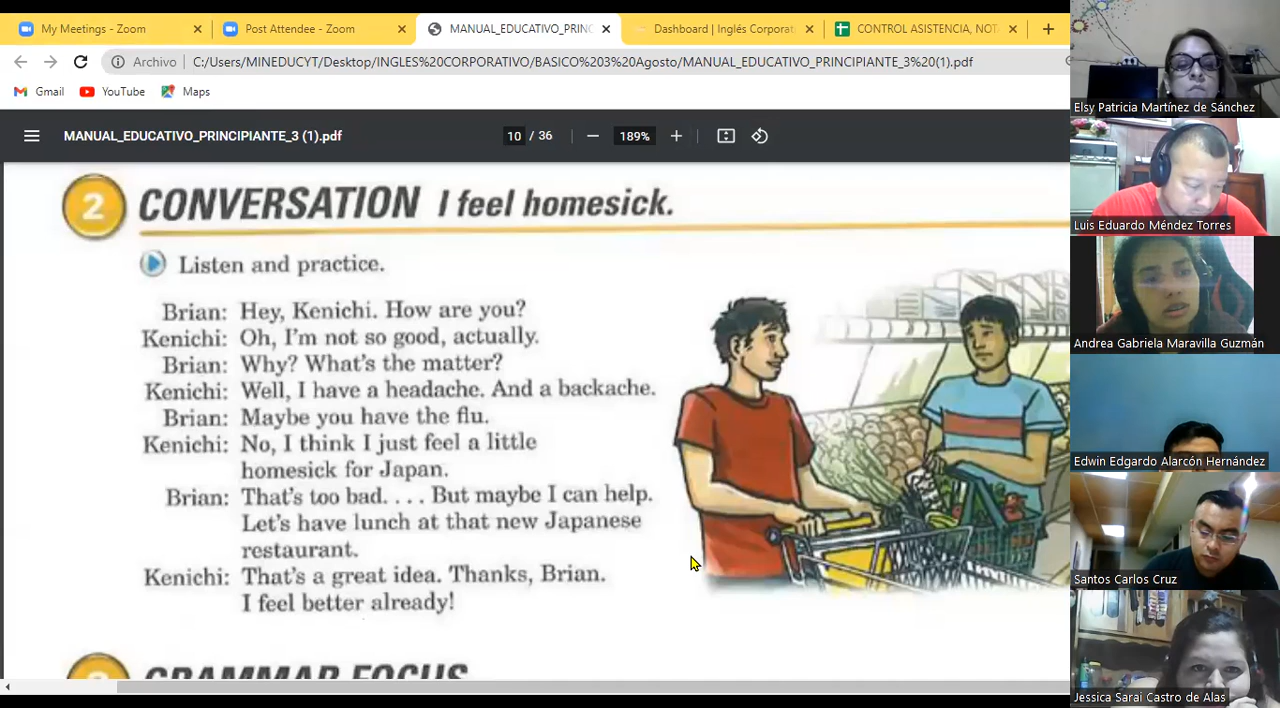 My Meetings - Zoom
Post Attendee - Zoom
MANUAL_EDUCATIVO_PRINC
Dashboard | Inglés Corporat
CONTROL ASISTENCIA, NOT
Archivo
C:/Users/MINEDUCYT/Desktop/INGLES%20CORPORATIVO/BASICO%203%20Agosto/MANUAL_EDUCATIVO_PRINCIPIANTE_3%20(1).pdf
Gmail
YouTube
Maps
MANUAL_EDUCATIVO_PRINCIPIANTE_3 (1).pdf
10 / 36
189%
2 CONVERSATION I feel homesick.
Listen and practice.
Brian: Hey, Kenichi. How are you?
Kenichi: Oh, I'm not so good, actually.
Brian: Why? What's the matter?
Kenichi: Well, I have a headache. And a backache.
Brian: Maybe you have the flu.
Kenichi: No, I think I just feel a little
homesick for Japan.
Brian: That's too bad. . . . But maybe I can help.
Let's have lunch at that new Japanese
restaurant.
Kenichi: That's a great idea. Thanks, Brian.
I feel better already!
GRAMMAR FOCUS
Elsy Patricia Martínez de Sánchez
Luis Eduardo Méndez Torres
Andrea Gabriela Maravilla Guzmán
Edwin Edgardo Alarcón Hernández
Santos Carlos Cruz
Jessica Sarai Castro de Alas